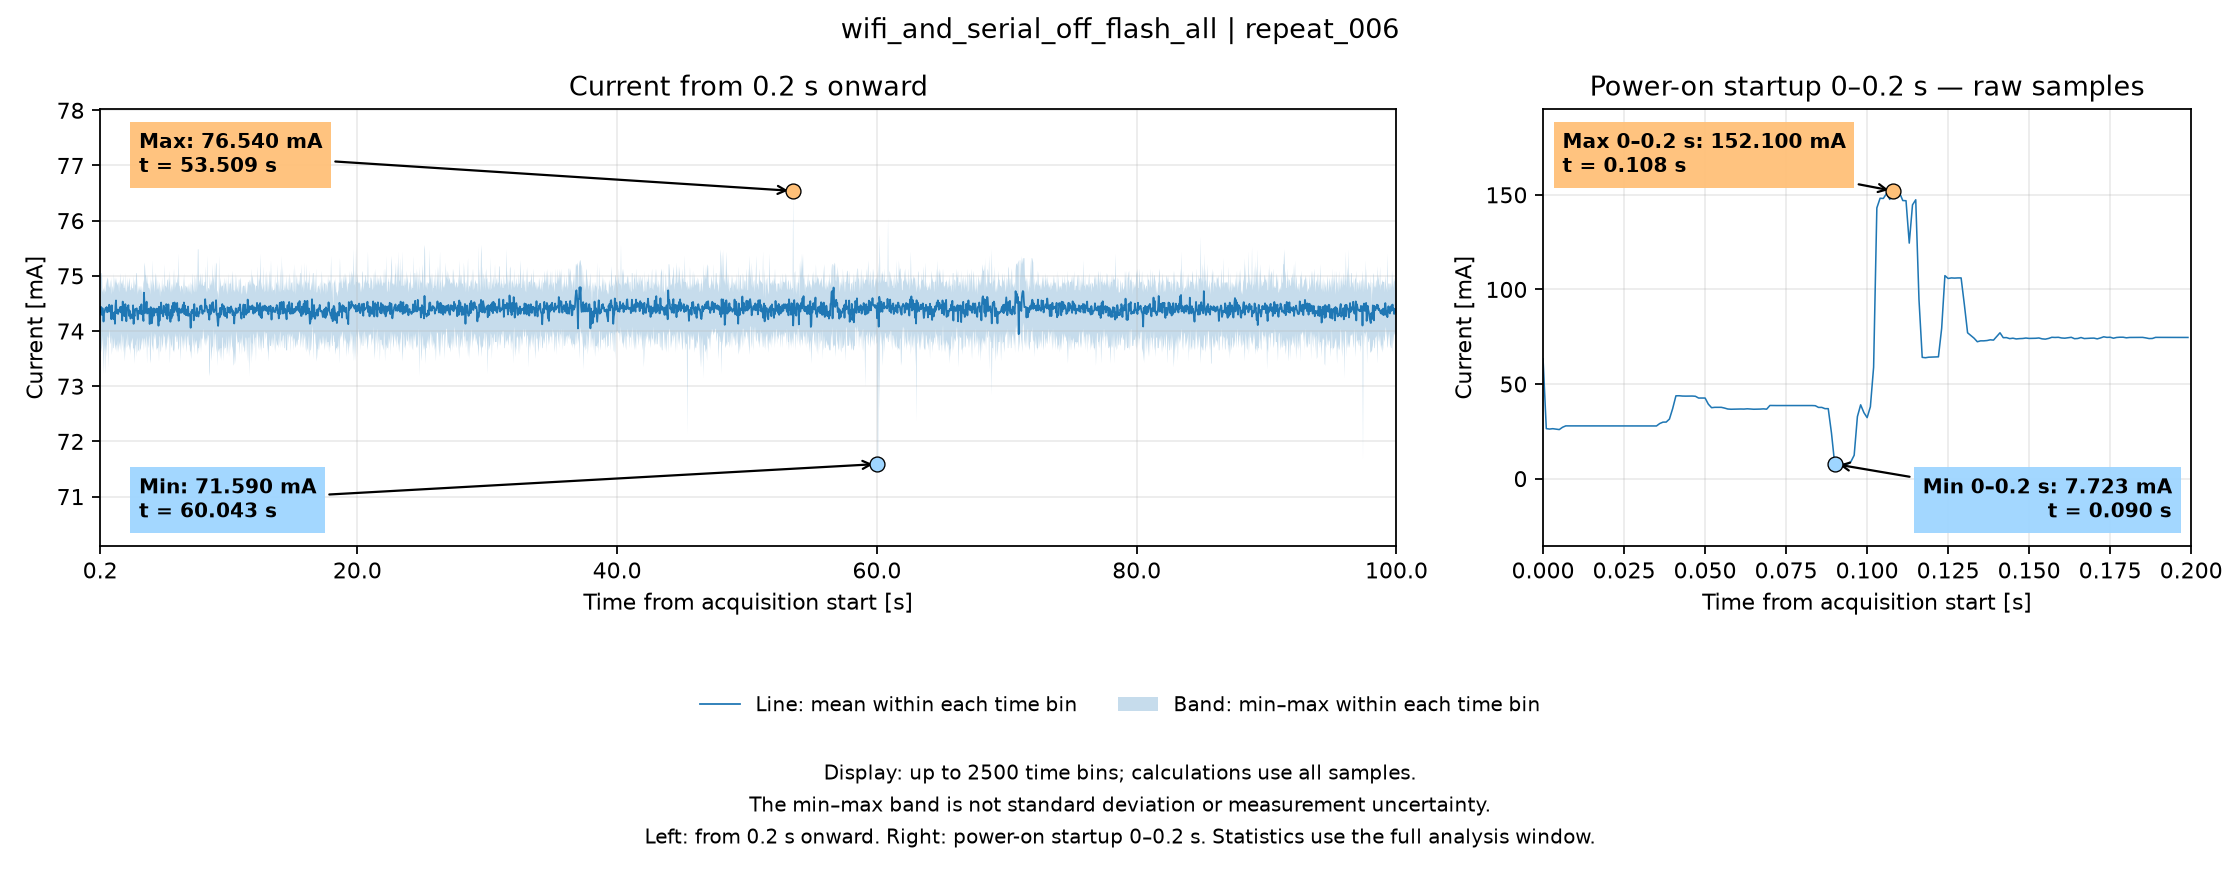 wifi_and_serial_off_flash_all | repeat_006
Current from 0.2 s onward
Current [mA]
78
77
76
75
74
73
72
71
Max: 76.540 mA
t = 53.509 s
Min: 71.590 mA
t = 60.043 s
0.2
20.0
40.0
60.0
80.0
100.0
Time from acquisition start [s]
Power-on startup 0–0.2 s — raw samples
Current [mA]
150
100
50
0
Max 0–0.2 s: 152.100 mA
t = 0.108 s
Min 0–0.2 s: 7.723 mA
t = 0.090 s
0.000
0.025
0.050
0.075
0.100
0.125
0.150
0.175
0.200
Time from acquisition start [s]
Line: mean within each time bin
Band: min–max within each time bin
Display: up to 2500 time bins; calculations use all samples.
The min–max band is not standard deviation or measurement uncertainty.
Left: from 0.2 s onward. Right: power-on startup 0–0.2 s. Statistics use the full analysis window.